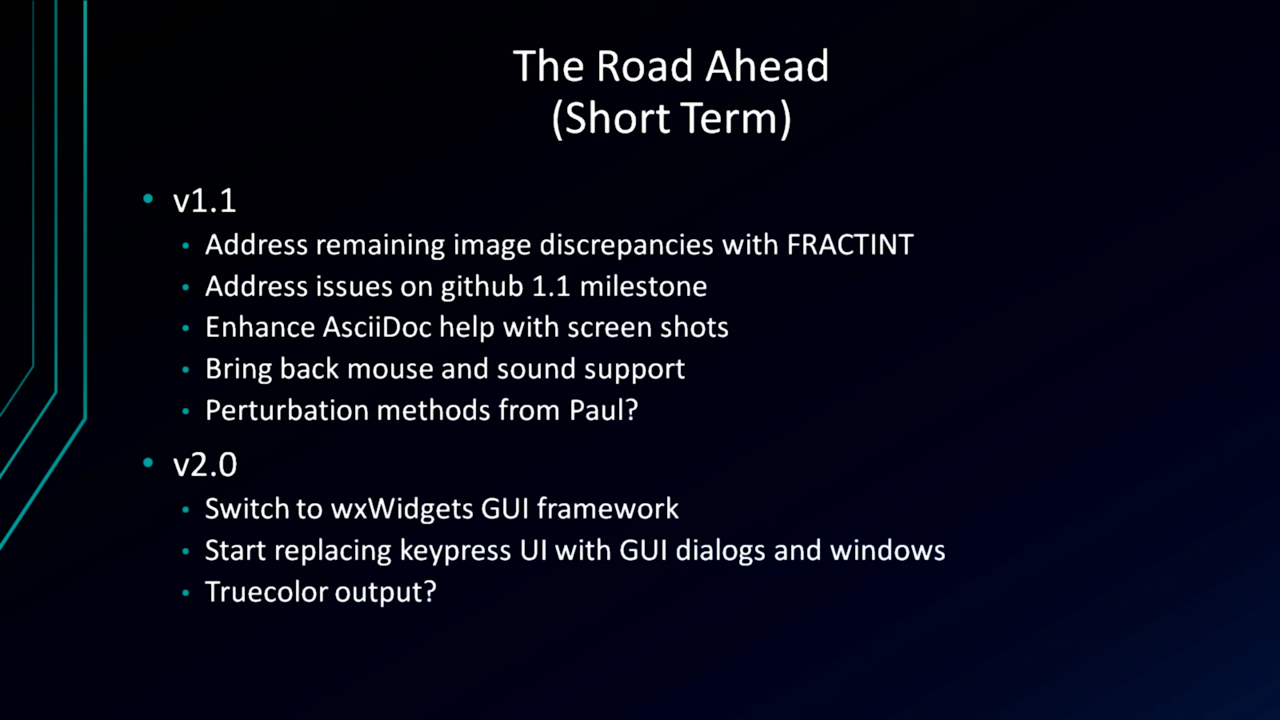 The Road Ahead
(Short Term)
• v1.1
• Address remaining image discrepancies with FRACTINT
• Address issues on github 1.1 milestone
• Enhance AsciiDoc help with screen shots
• Bring back mouse and sound support
• Perturbation methods from Paul?
• v2.0
• Switch to wxWidgets GUI framework
• Start replacing keypress UI with GUI dialogs and windows
• Truecolor output?